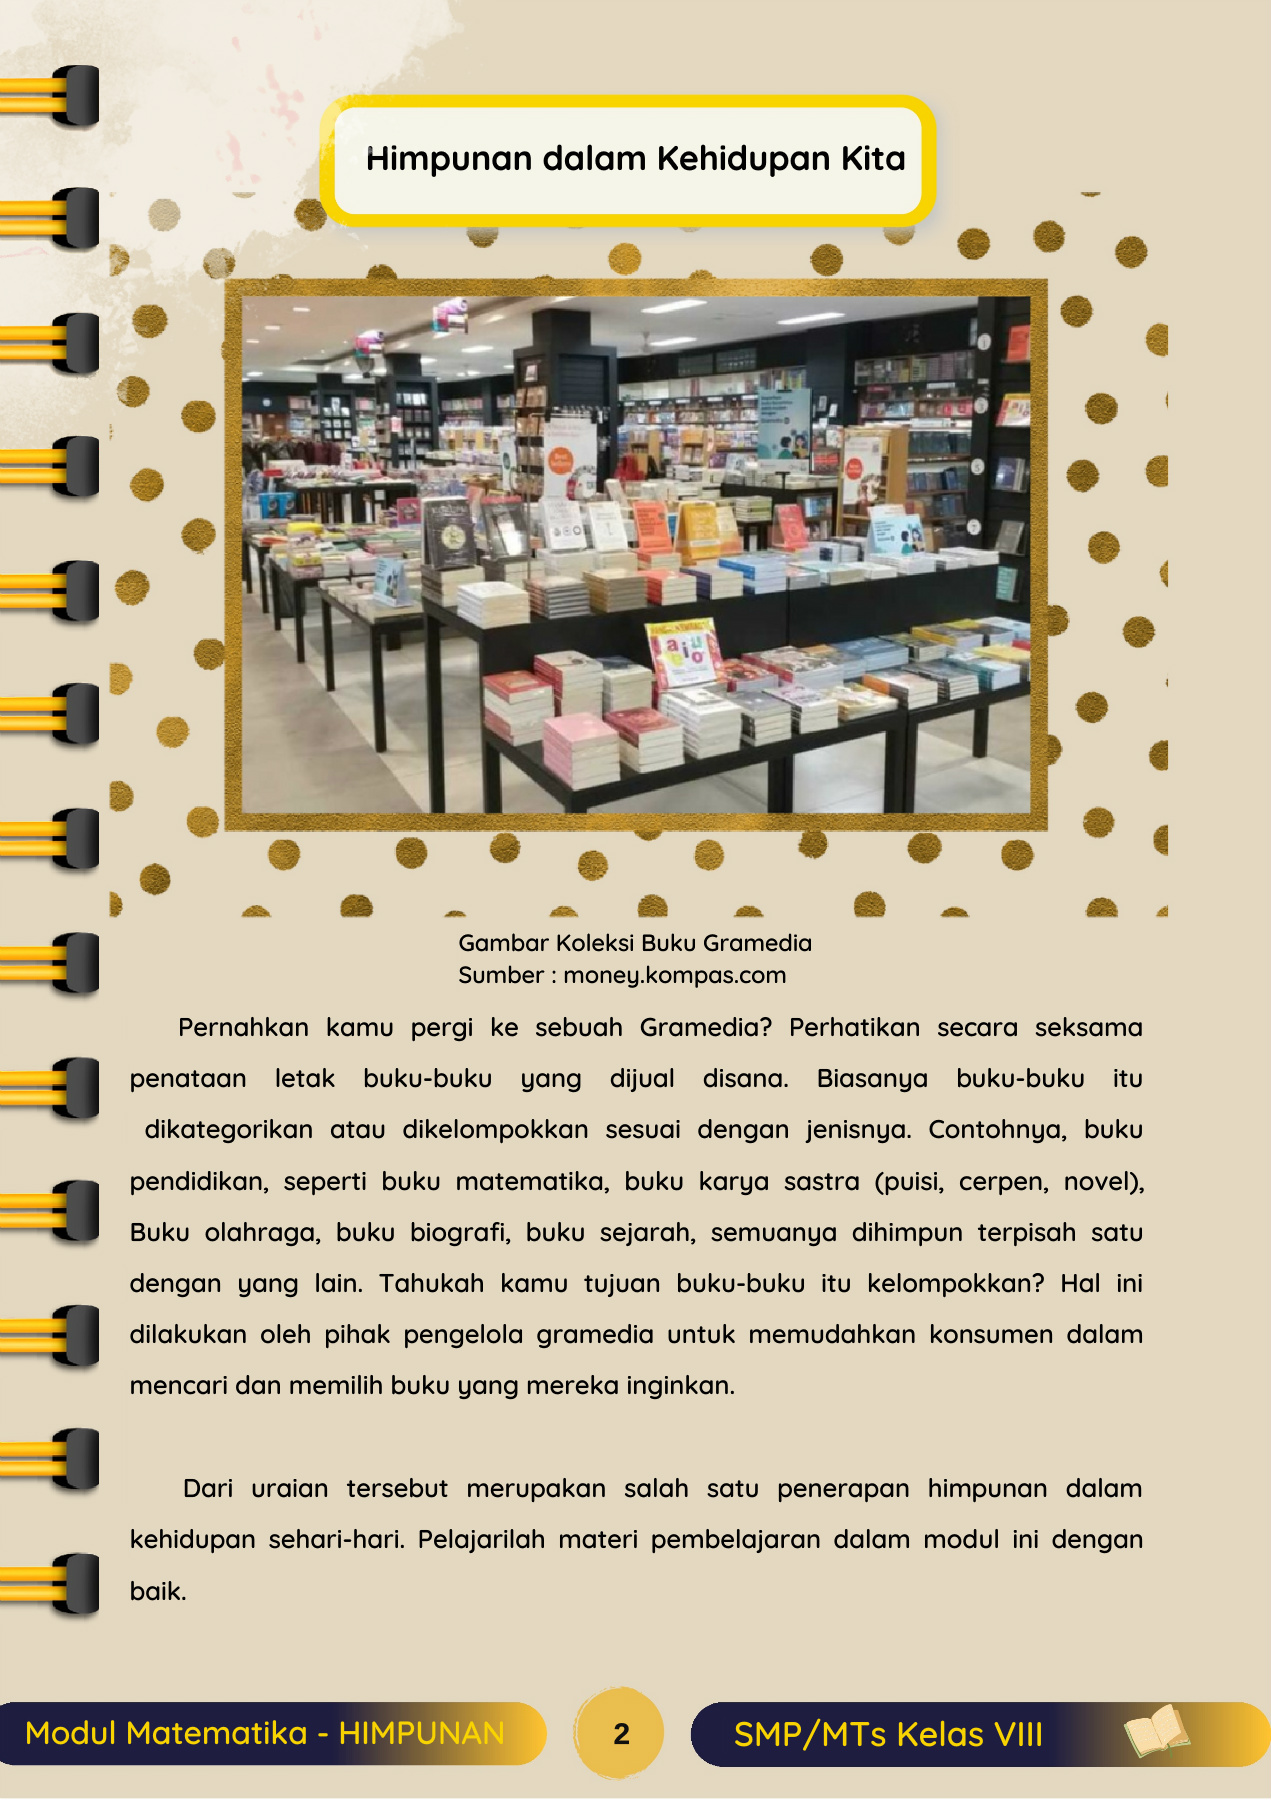 Himpunan dalam Kehidupan Kita
a i u
e o
Gambar Koleksi Buku Gramedia
Sumber : money.kompas.com
Pernahkan kamu pergi ke sebuah Gramedia? Perhatikan secara seksama
penataan letak buku-buku yang dijual disana. Biasanya buku-buku itu
dikategorikan atau dikelompokkan sesuai dengan jenisnya. Contohnya, buku
pendidikan, seperti buku matematika, buku karya sastra (puisi, cerpen, novel),
Buku olahraga, buku biografi, buku sejarah, semuanya dihimpun terpisah satu
dengan yang lain. Tahukah kamu tujuan buku-buku itu kelompokkan? Hal ini
dilakukan oleh pihak pengelola gramedia untuk memudahkan konsumen dalam
mencari dan memilih buku yang mereka inginkan.
Dari uraian tersebut merupakan salah satu penerapan himpunan dalam
kehidupan sehari-hari. Pelajarilah materi pembelajaran dalam modul ini dengan
baik.
Modul Matematika - HIMPUNAN
2
SMP/MTs Kelas VIII